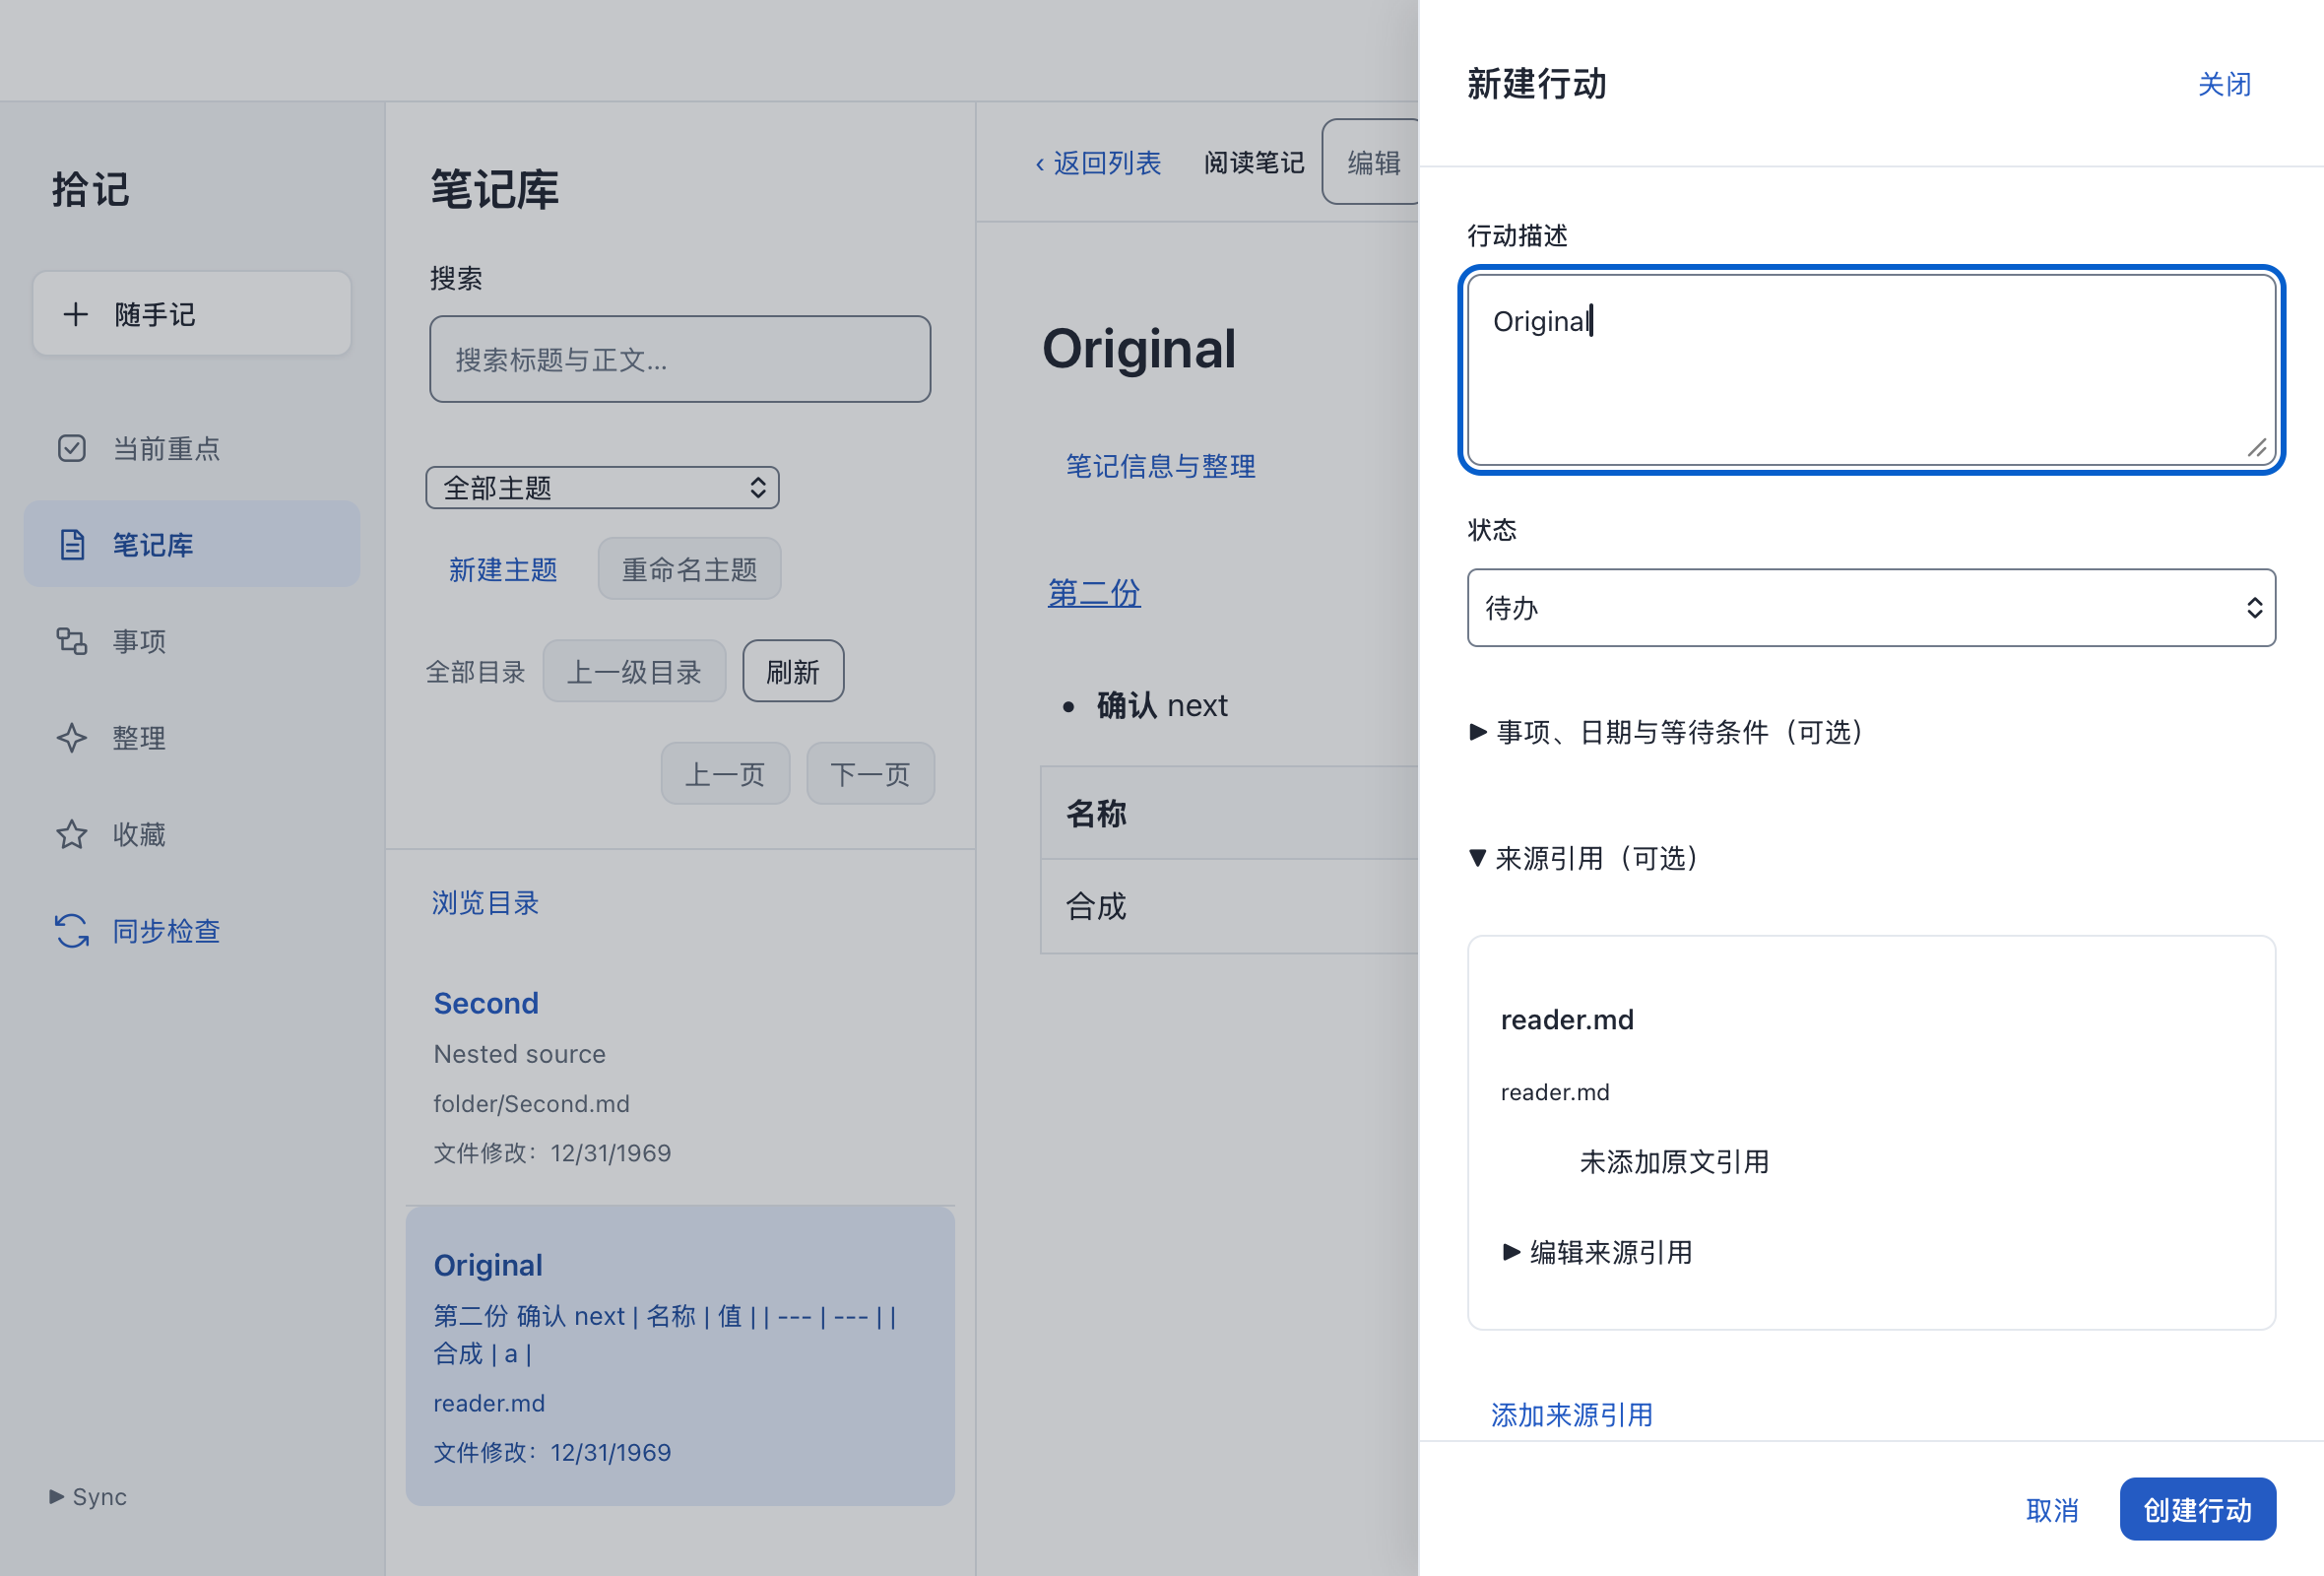 拾记
随手记
当前重点
笔记库
事项
整理
收藏
同步检查
Sync
笔记库
搜索
搜索标题与正文...
全部主题
新建主题
重命名主题
全部目录
上一级目录
刷新
上一页
下一页
浏览目录
Second
Nested source
folder/Second.md
文件修改：12/31/1969
Original
第二份 确认 next | 名称 | 值 | | --- | --- | |
合成 | a |
reader.md
文件修改：12/31/1969
‹ 返回列表
阅读笔记
编辑
Original
笔记信息与整理
第二份
• 确认 next
名称
合成
新建行动
关闭
行动描述
Original
状态
待办
事项、日期与等待条件（可选）
来源引用（可选）
reader.md
reader.md
未添加原文引用
编辑来源引用
添加来源引用
取消
创建行动